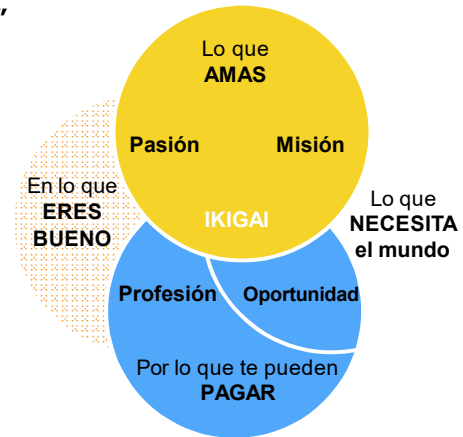 ”
Lo que
AMAS
Pasión
Misión
En lo que
ERES
BUENO
IKIGAI
Lo que
NECESITA
el mundo
Profesión
Oportunidad
Por lo que te pueden
PAGAR